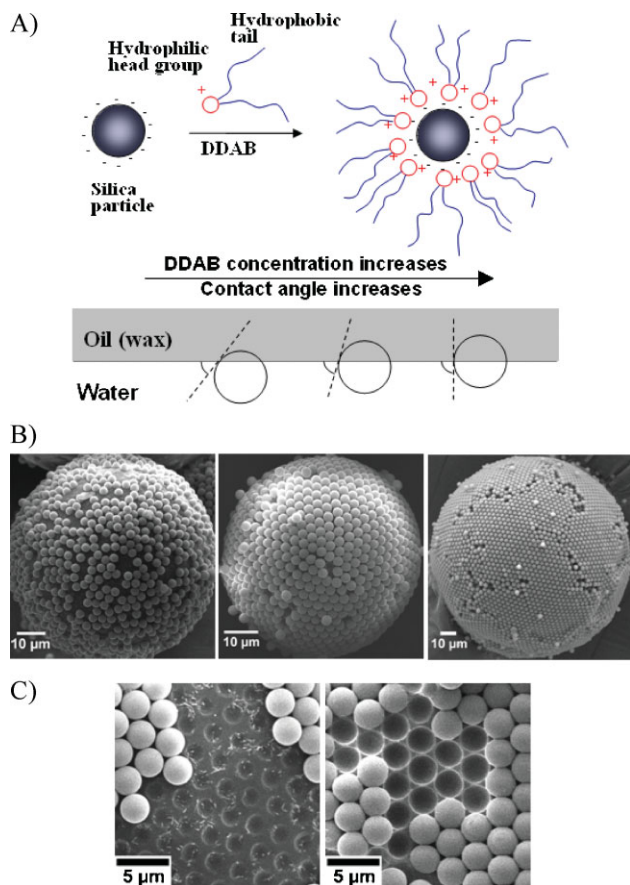 A)
Hydrophobic
tail
Hydrophilic
head group
+
DDAB
Silica
particle
DDAB concentration increases
Contact angle increases
Oil (wax)
Water
B)
10 µm
10 µm
10 µm
C)
5 µm
5 µm